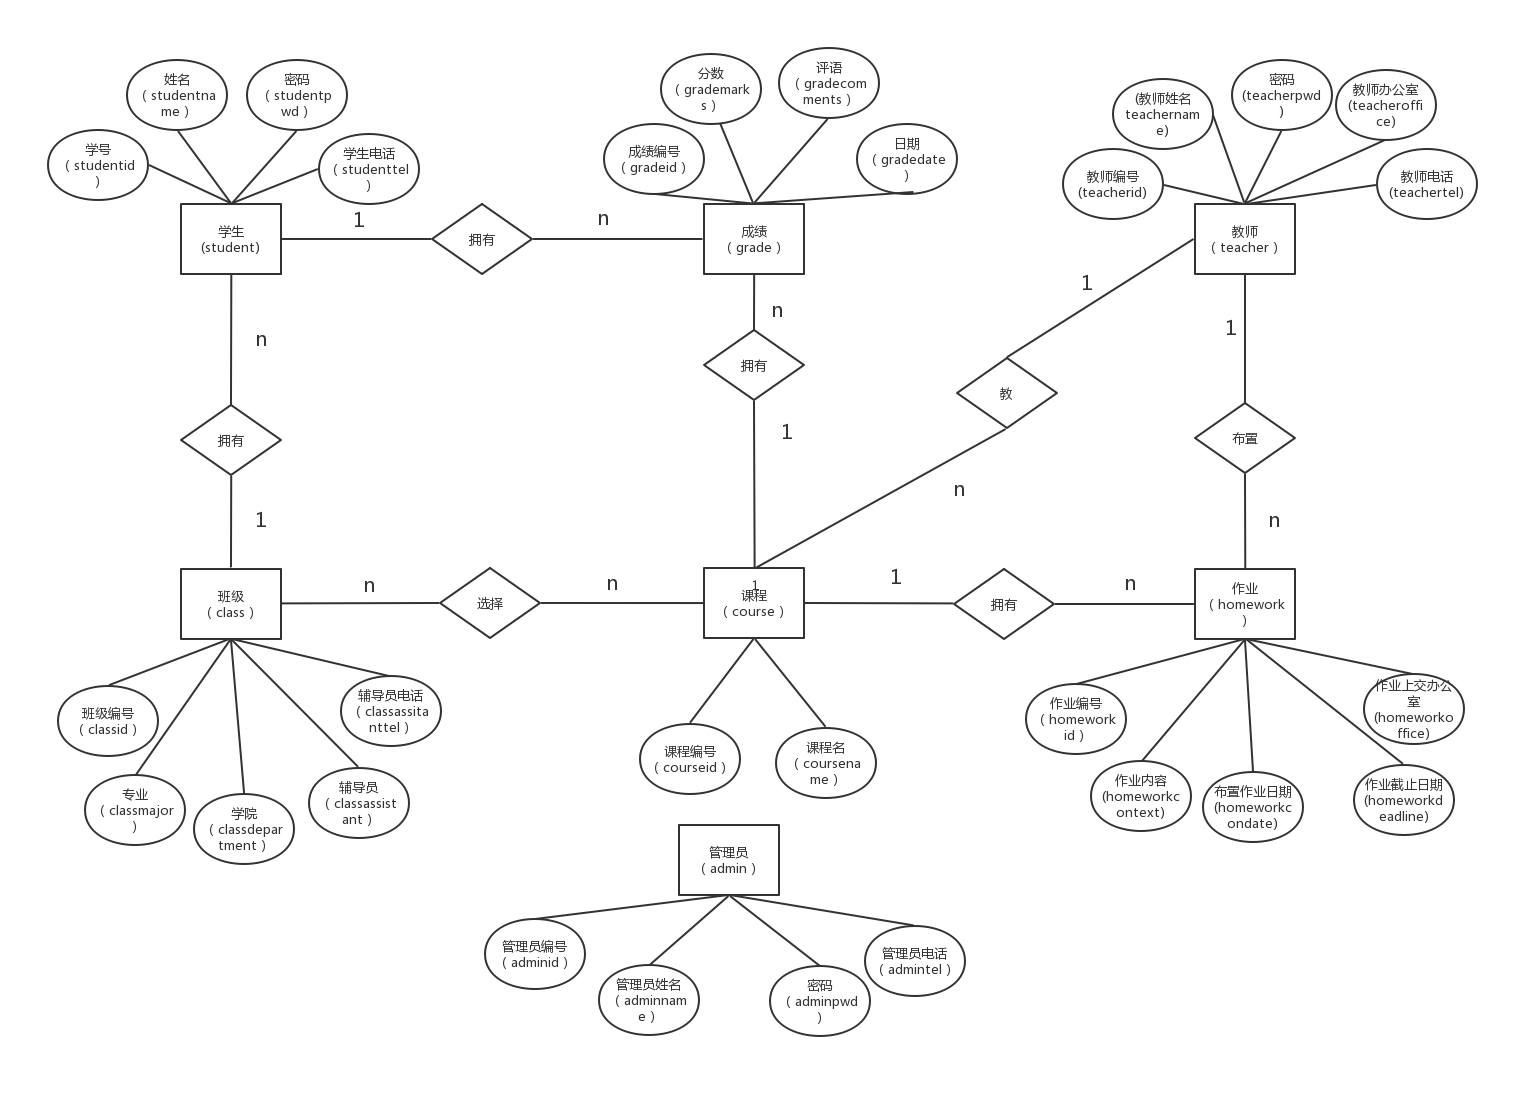 姓名
( studentna
me )
密码
( studentp
wd )
学号
( studentid
)
学生电话
( studenttel
)
分数
( grademark
s )
评语
( gradecom
ments )
成绩编号
( gradeid )
日期
( gradedate
)
(教师姓名
teachernam
e)
密码
(teacherpwd
)
教师办公室
(teacheroffi
ce)
教师编号
(teacherid)
教师电话
(teachertel)
学生
(student)
1
拥有
n
成绩
( grade )
教师
( teacher )
n
拥有
1
n
拥有
1
1
教
n
1
布置
n
班级
( class )
n
选择
n
1
课程
( course )
1
拥有
n
作业
( homework
)
班级编号
( classid )
专业
( classmajor
)
学院
( classdepar
tment )
辅导员
( classassist
ant )
辅导员电话
( classassita
nttel )
课程编号
( courseid )
课程名
( coursena
me )
作业编号
( homework
id )
作业内容
(homeworkc
ontext)
布置作业日期
(homeworkc
ondate)
作业截止日期
(homeworkd
eadline)
作业上交办公
室
(homeworko
ffice)
管理员
( admin )
管理员编号
( adminid )
管理员姓名
( adminnam
e )
密码
( adminpwd
)
管理员电话
( admintel )